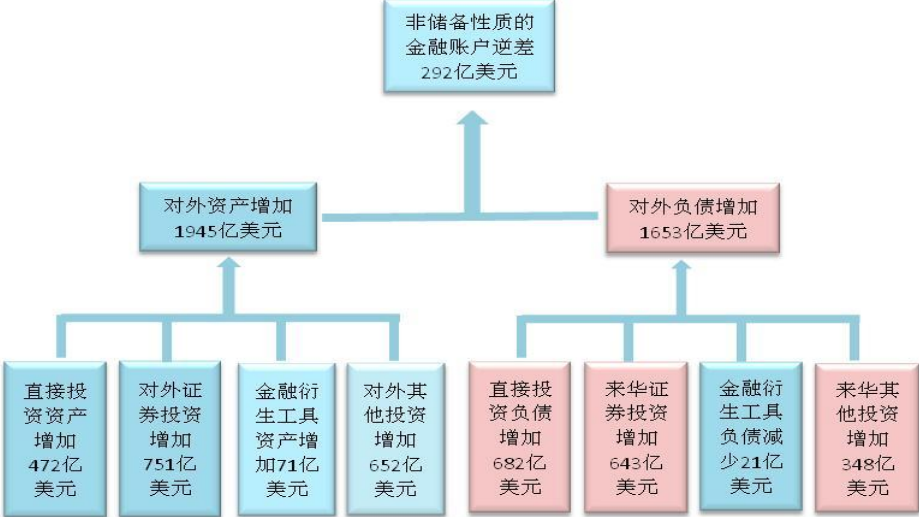 非储备性质的
金融账户逆差
292亿美元
对外资产增加
1945亿美元
对外负债增加
1653亿美元
直接投
资资产
增加
472亿
美元
对外证
券投资
增加
751亿
美元
金融衍
生工具
资产增
加71亿
美元
对外其
他投资
增加
652亿
美元
直接投
资负债
增加
682亿
美元
来华证
券投资
增加
643亿
美元
金融衍
生工具
负债减
少21亿
美元
来华其
他投资
增加
348亿
美元